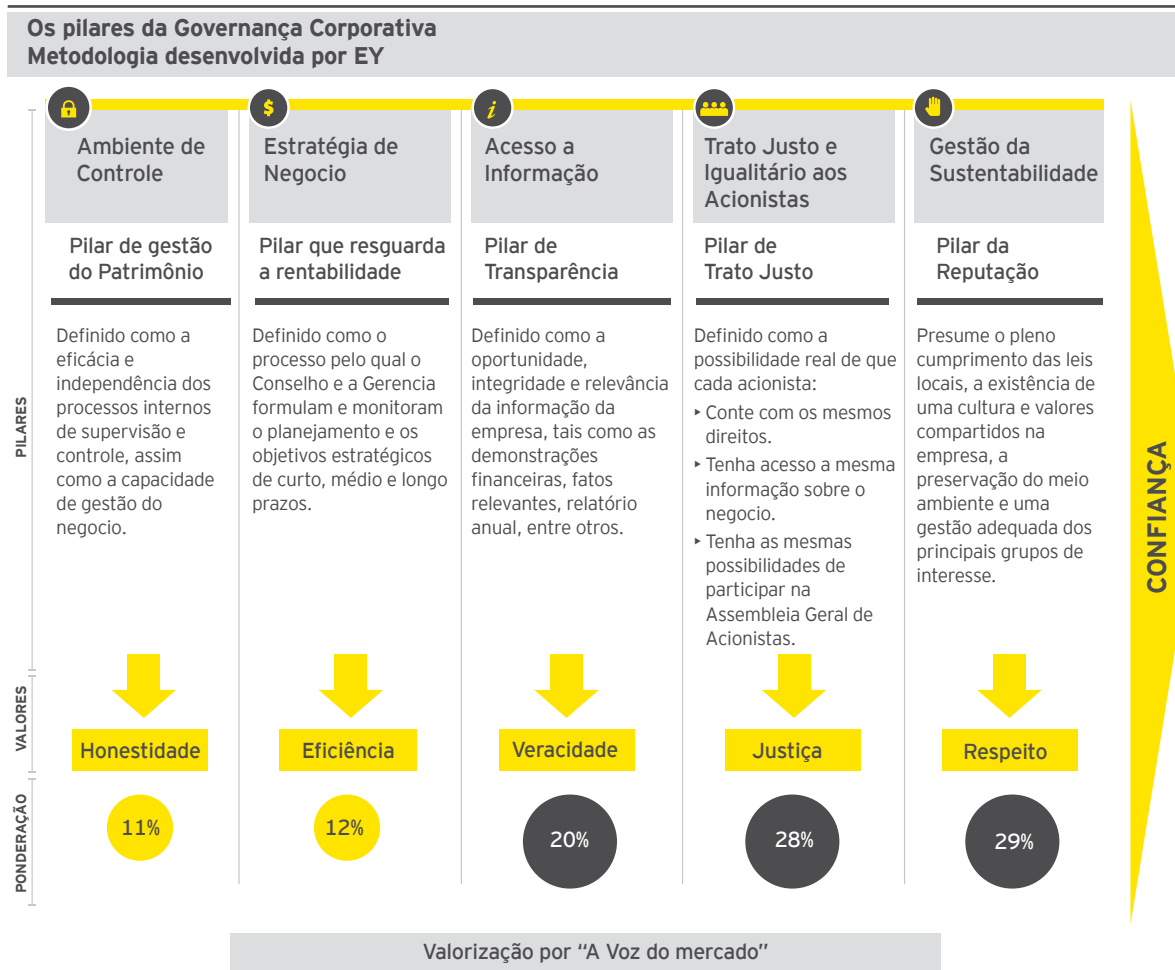 Os pilares da Governança Corporativa
Metodologia desenvolvida por EY
PILARES
Ambiente de
Controle
Pilar de gestão
do Patrimônio
Definido como a
eficácia e
independência dos
processos internos
de supervisão e
controle, assim
como a capacidade
de gestão do
negocio.
$
Estratégia de
Negocio
Pilar que resguarda
a rentabilidade
Definido como o
processo pelo qual o
Conselho e a Gerencia
formulam e monitoram
o planejamento e os
objetivos estratégicos
de curto, médio e longo
prazos.
i
Acesso a
Informação
Pilar de
Transparência
Definido como a
oportunidade,
integridade e relevância
da informação da
empresa, tais como as
demonstrações
financeiras, fatos
relevantes, relatório
anual, entre outros.
Trato Justo e
Igualitário aos
Acionistas
Pilar de
Trato Justo
Definido como a
possibilidade real de que
cada acionista:
‣ Conte com os mesmos
direitos.
‣ Tenha acesso a mesma
informação sobre o
negocio.
‣ Tenha as mesmas
possibilidades de
participar na
Assembleia Geral de
Acionistas.
Gestão da
Sustentabilidade
Pilar da
Reputação
Presume o pleno
cumprimento das leis
locais, a existência de
uma cultura e valores
compartidos na
empresa, a
preservação do meio
ambiente e uma
gestão adequada dos
principais grupos de
interesse.
CONFIANÇA
VALORES
Honestidade
Eficiência
Veracidade
Justiça
Respeito
PONDERAÇÃO
11%
12%
20%
28%
29%
Valorização por “A Voz do mercado”